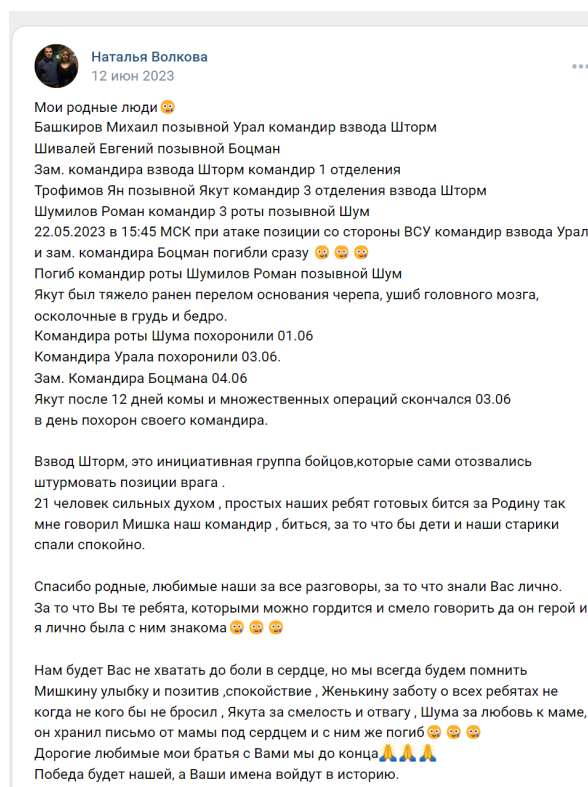 Наталья Волкова
12 июн 2023
Мои родные люди😳
Башкиров Михаил позывной Урал командир взвода Шторм
Шивалей Евгений позывной Боцман
Зам. командира взвода Шторм командир 1 отделения
Трофимов Ян позывной Якут командир 3 отделения взвода Шторм
Шумилов Роман командир 3 роты позывной Шум
22.05.2023 в 15:45 МСК при атаке позиции со стороны ВСУ командир взвода Урал
и зам. командира Боцман погибли сразу 😳 😳 😳
Погиб командир роты Шумилов Роман позывной Шум
Якут был тяжело ранен перелом основания черепа, ушиб головного мозга,
осколочные в грудь и бедро.
Командира роты Шума похоронили 01.06
Командира Урала похоронили 03.06.
Зам. Командира Боцмана 04.06
Якут после 12 дней комы и множественных операций скончался 03.06
в день похорон своего командира.
Взвод Шторм, это инициативная группа бойцов,которые сами отозвались
штурмовать позиции врага .
21 человек сильных духом , простых наших ребят готовых бится за Родину так
мне говорил Мишка наш командир , биться, за то что бы дети и наши старики
спали спокойно.
Спасибо родные, любимые наши за все разговоры, за то что знали Вас лично.
За то что Вы те ребята, которыми можно гордится и смело говорить да он герой и
я лично была с ним знакома😳 😳 😳
Нам будет Вас не хватать до боли в сердце, но мы всегда будем помнить
Мишкину улыбку и позитив ,спокойствие , Женькину заботу о всех ребятах не
когда не кого бы не бросил , Якута за смелость и отвагу , Шума за любовь к маме,
он хранил письмо от мамы под сердцем и с ним же погиб😳 😳 😳
Дорогие любимые мои братья с Вами мы до конца🙏🙏🙏
Победа будет нашей, а Ваши имена войдут в историю.